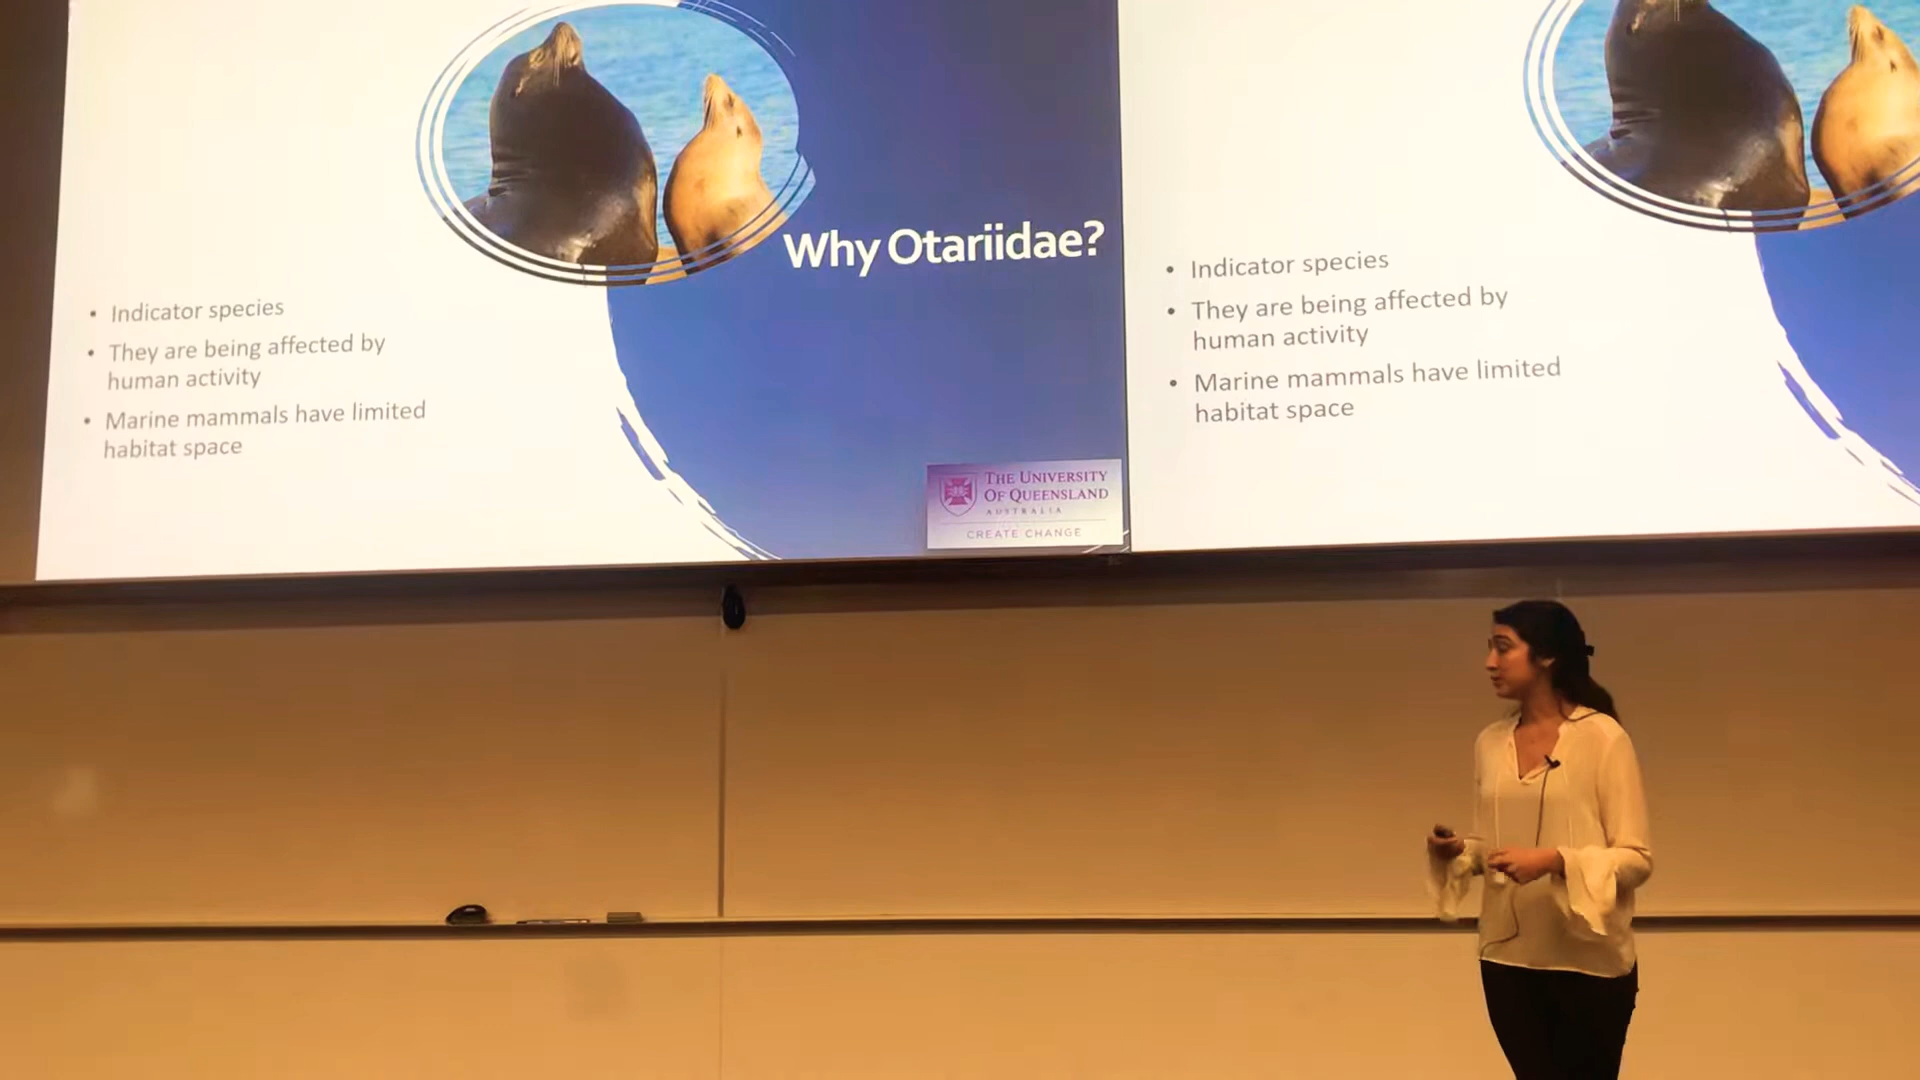 Why Otariidae?
• Indicator species
• They are being affected by
human activity
• Marine mammals have limited
habitat space
THE UNIVERSITY
OF QUEENSLAND
AUSTRALIA
CREATE CHANGE
• Indicator species
• They are being affected by
human activity
• Marine mammals have limited
habitat space